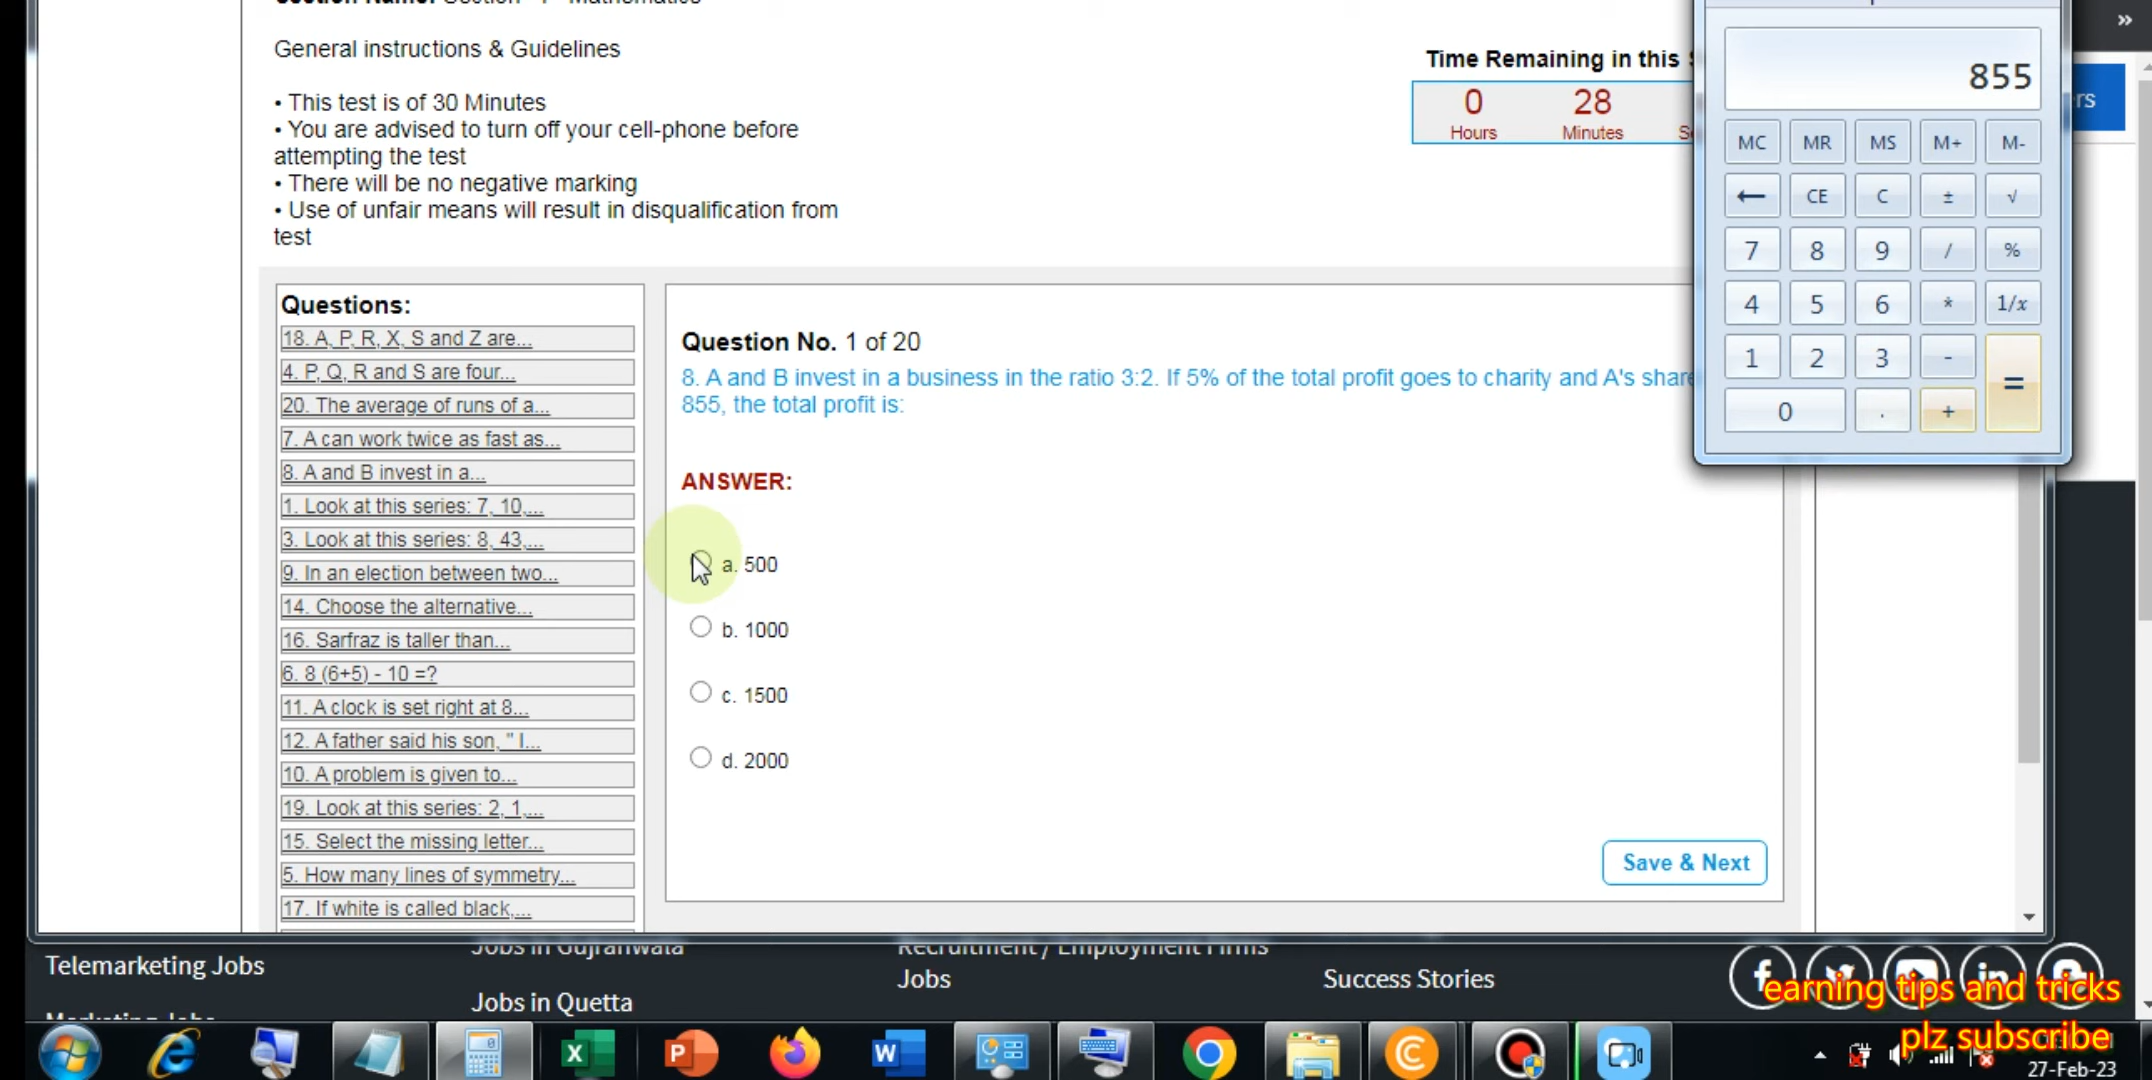 General instructions & Guidelines
• This test is of 30 Minutes
• You are advised to turn off your cell-phone before
attempting the test
• There will be no negative marking
• Use of unfair means will result in disqualification from
test
Time Remaining in this
0 28
Hours Minutes
855
MC MR MS M+ M-
← CE C ± √
7 8 9 / %
4 5 6 * 1/x
1 2 3 - =
0 . +
»
Questions:
18. A, P, R, X, S and Z are...
4. P, Q, R and S are four...
20. The average of runs of a...
7. A can work twice as fast as...
8. A and B invest in a...
1. Look at this series: 7, 10,...
3. Look at this series: 8, 43,...
9. In an election between two...
14. Choose the alternative...
16. Sarfraz is taller than...
6. 8 (6+5) - 10 =?
11. A clock is set right at 8...
12. A father said his son, " I...
10. A problem is given to...
19. Look at this series: 2, 1,...
15. Select the missing letter...
5. How many lines of symmetry...
17. If white is called black,...
Question No. 1 of 20
8. A and B invest in a business in the ratio 3:2. If 5% of the total profit goes to charity and A's share
855, the total profit is:
ANSWER:
a. 500
b. 1000
c. 1500
d. 2000
Save & Next
Telemarketing Jobs
Jobs in Gujranwala
Jobs in Quetta
Recruitment / Employment Firms
Jobs
Success Stories
earning tips and tricks
plz subscribe
27-Feb-23